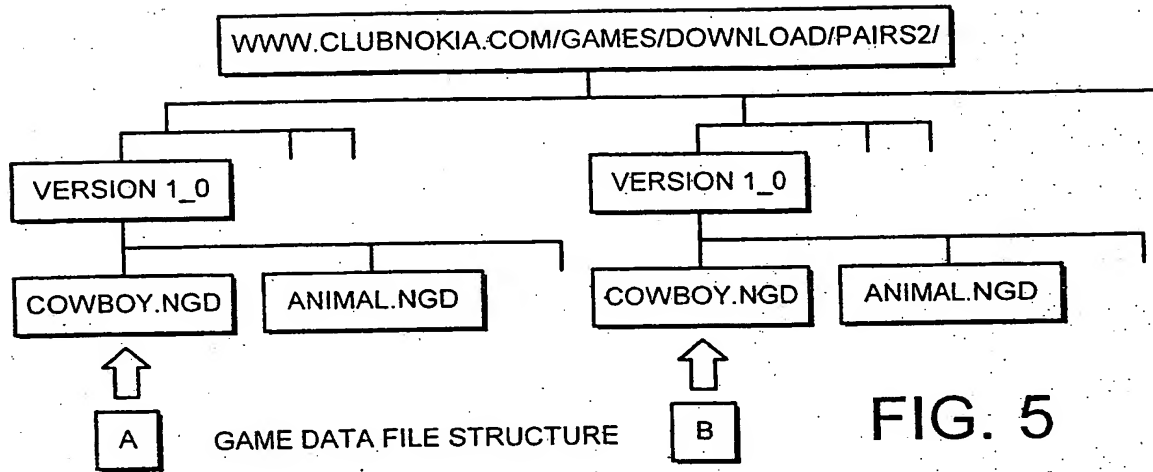 WWW.CLUBNOKIA.COM/GAMES/DOWNLOAD/PAIRS2/
VERSION 1_0
VERSION 1_0
COWBOY.NGD
ANIMAL.NGD
COWBOY.NGD
ANIMAL.NGD
A
GAME DATA FILE STRUCTURE
B
FIG. 5